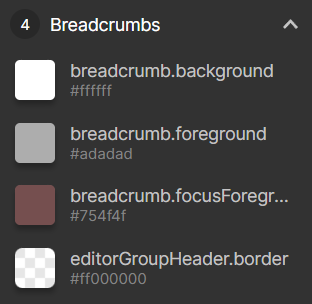 4 Breadcrumbs
breadcrumb.background
#ffffff
breadcrumb.foreground
#adadad
breadcrumb.focusForegr...
#754f4f
editorGroupHeader.border
#ff000000